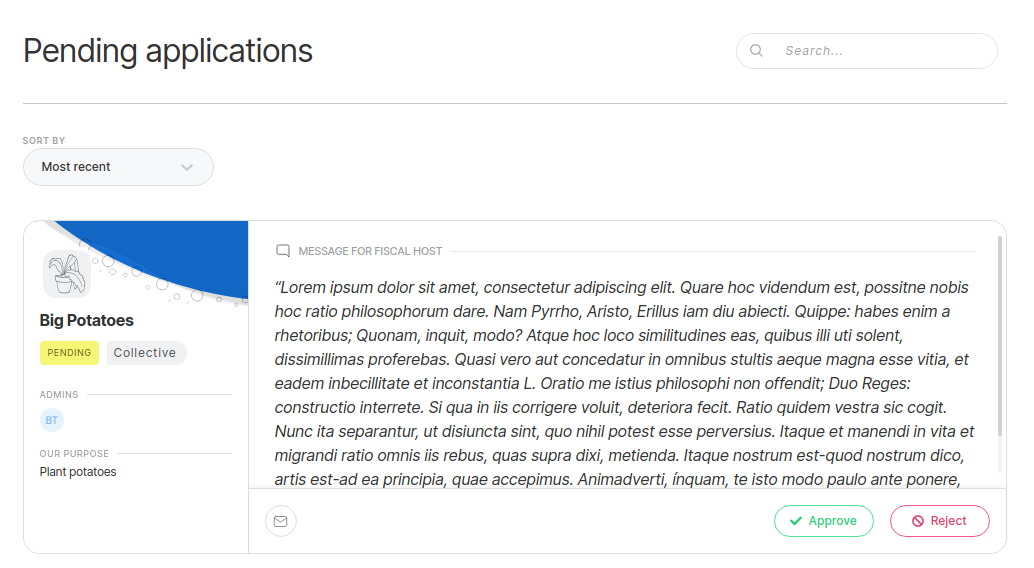 Pending applications
Search...
SORT BY
Most recent
Big Potatoes
PENDING
Collective
ADMINS
BT
OUR PURPOSE
Plant potatoes
MESSAGE FOR FISCAL HOST
“Lorem ipsum dolor sit amet, consectetur adipiscing elit. Quare hoc videndum est, possitne nobis
hoc ratio philosophorum dare. Nam Pyrrho, Aristo, Erillus iam diu abiecti. Quippe: habes enim a
rhetoribus; Quonam, inquit, modo? Atque hoc loco similitudines eas, quibus illi uti solent,
dissimillimas proferebas. Quasi vero aut concedatur in omnibus stultis aeque magna esse vitia, et
eadem inbecillitate et inconstantia L. Oratio me istius philosophi non offendit; Duo Reges:
constructio interrete. Si qua in iis corrigere voluit, deteriora fecit. Ratio quidem vestra sic cogit.
Nunc ita separantur, ut disiuncta sint, quo nihil potest esse perversius. Itaque et manendi in vita et
migrandi ratio omnis iis rebus, quas supra dixi, metienda. Itaque nostrum est-quod nostrum dico,
artis est-ad ea principia, quae accepimus. Animadverti, ínquam, te isto modo paulo ante ponere,
Approve
Reject